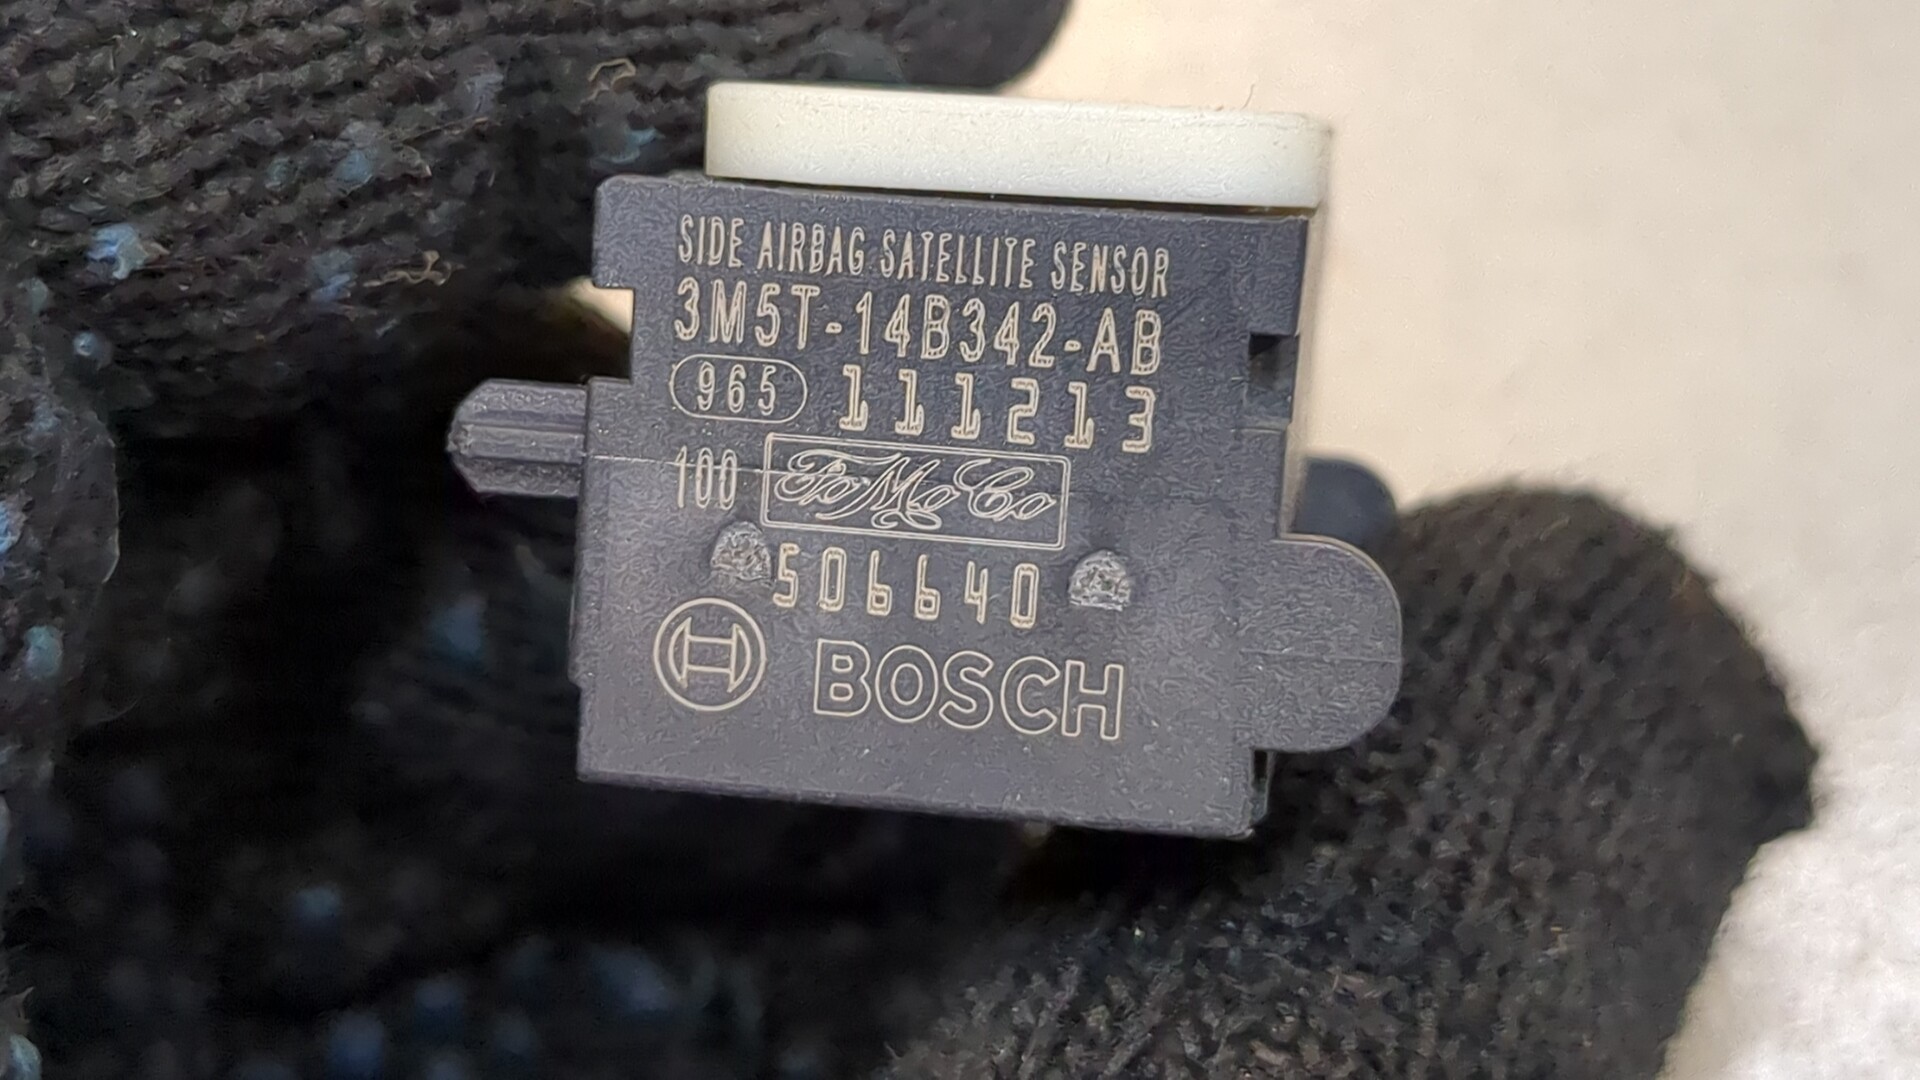 SIDE AIRBAG SATELLITE SENSOR
3M5T-14B342-AB
965 111213
100 FoMoCo
506640
BOSCH